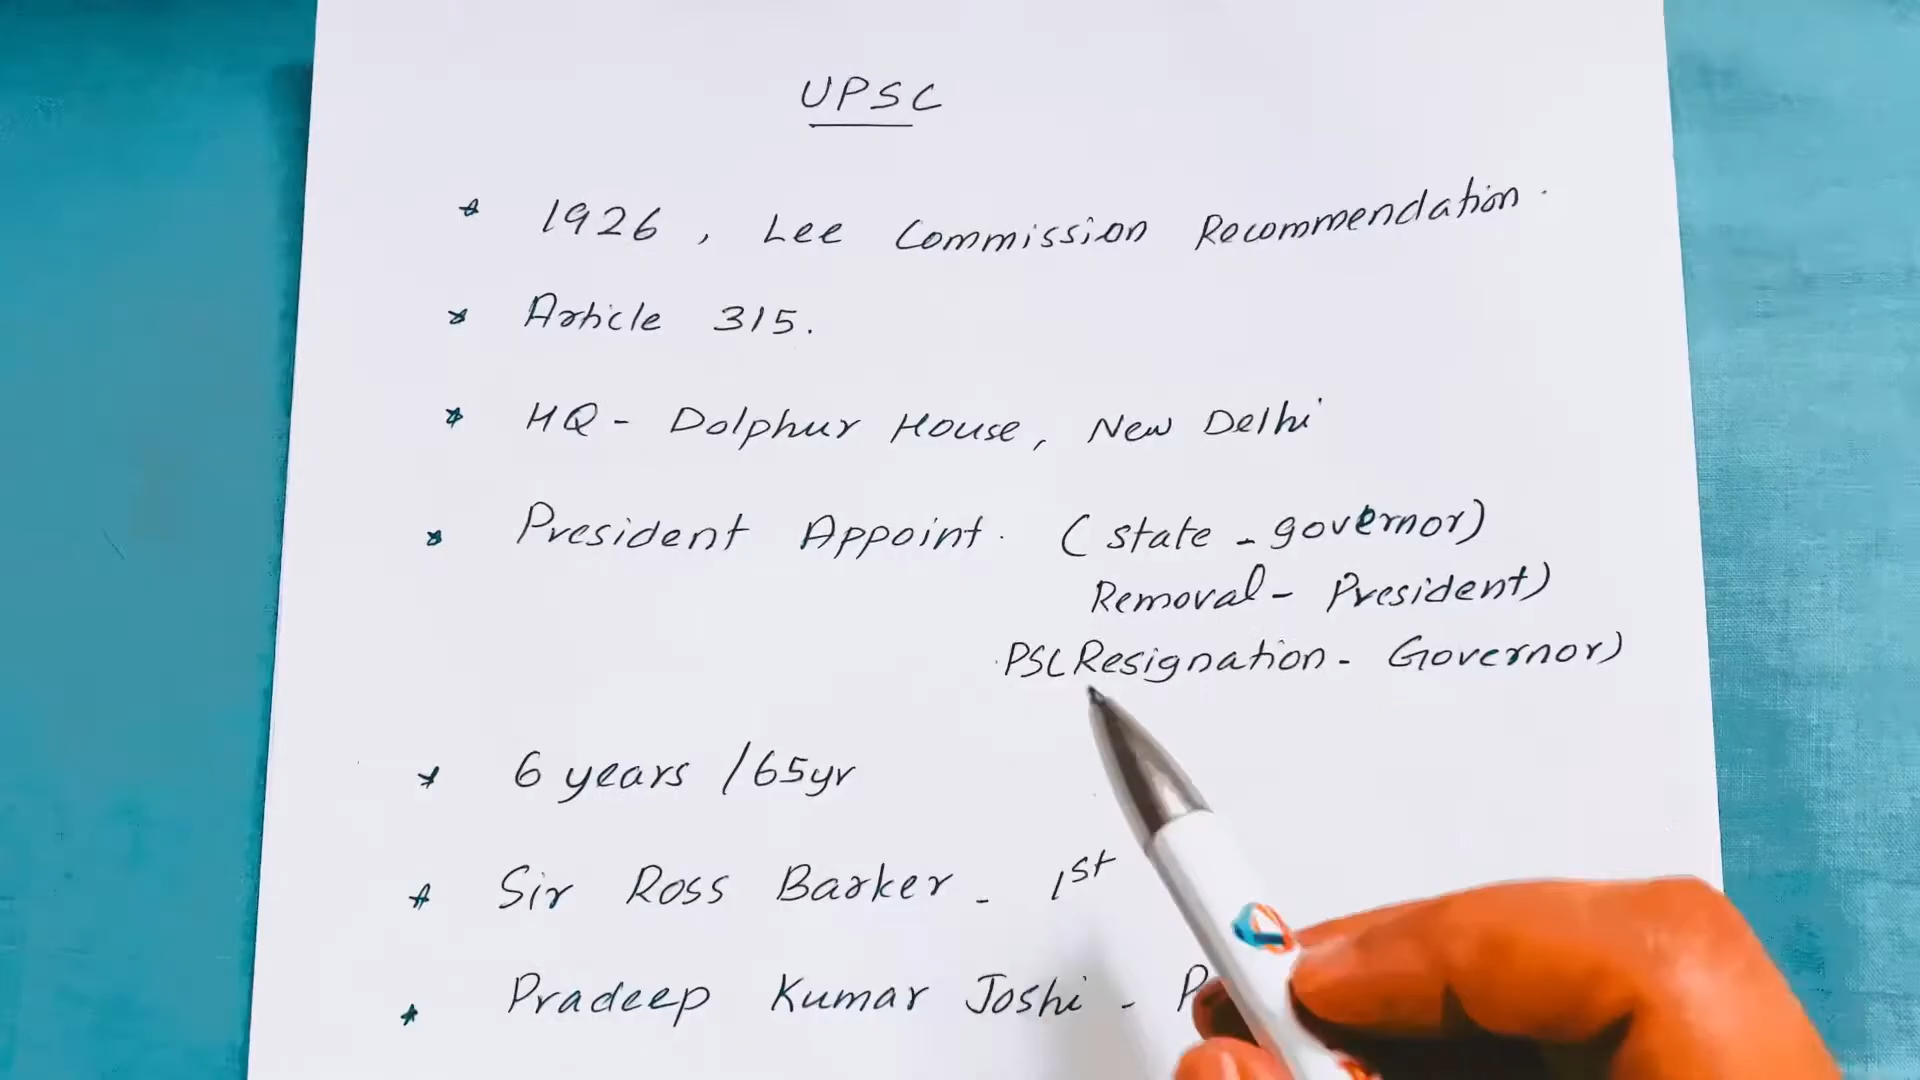 UPSC
* 1926, Lee Commission Recommendation.
* Article 315.
* HQ - Dolphur House, New Delhi
* President Appoint. (state - governor)
Removal - President)
PSC Resignation - Governor)
* 6 years /65yr
* Sir Ross Barker - 1st
* Pradeep Kumar Joshi - P